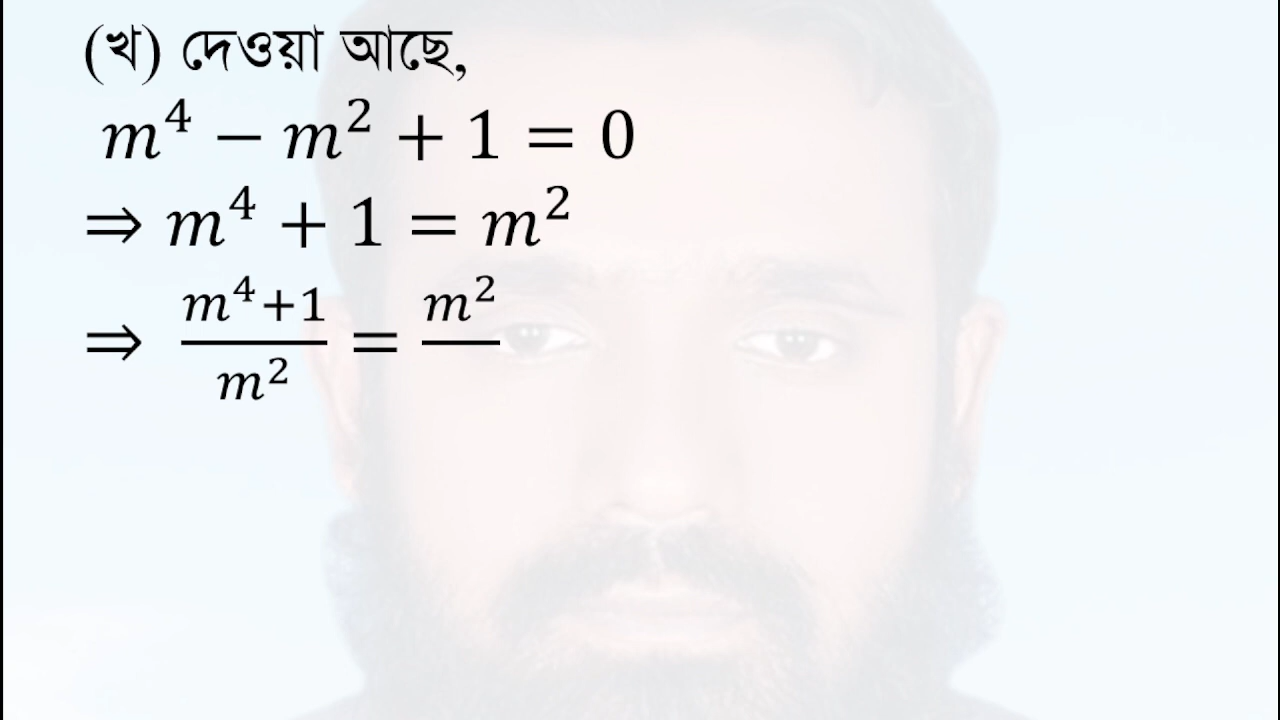 (খ) দেওয়া আছে,
m⁴ − m² + 1 = 0
⇒ m⁴ + 1 = m²
⇒ (m⁴+1)/m² = m²/